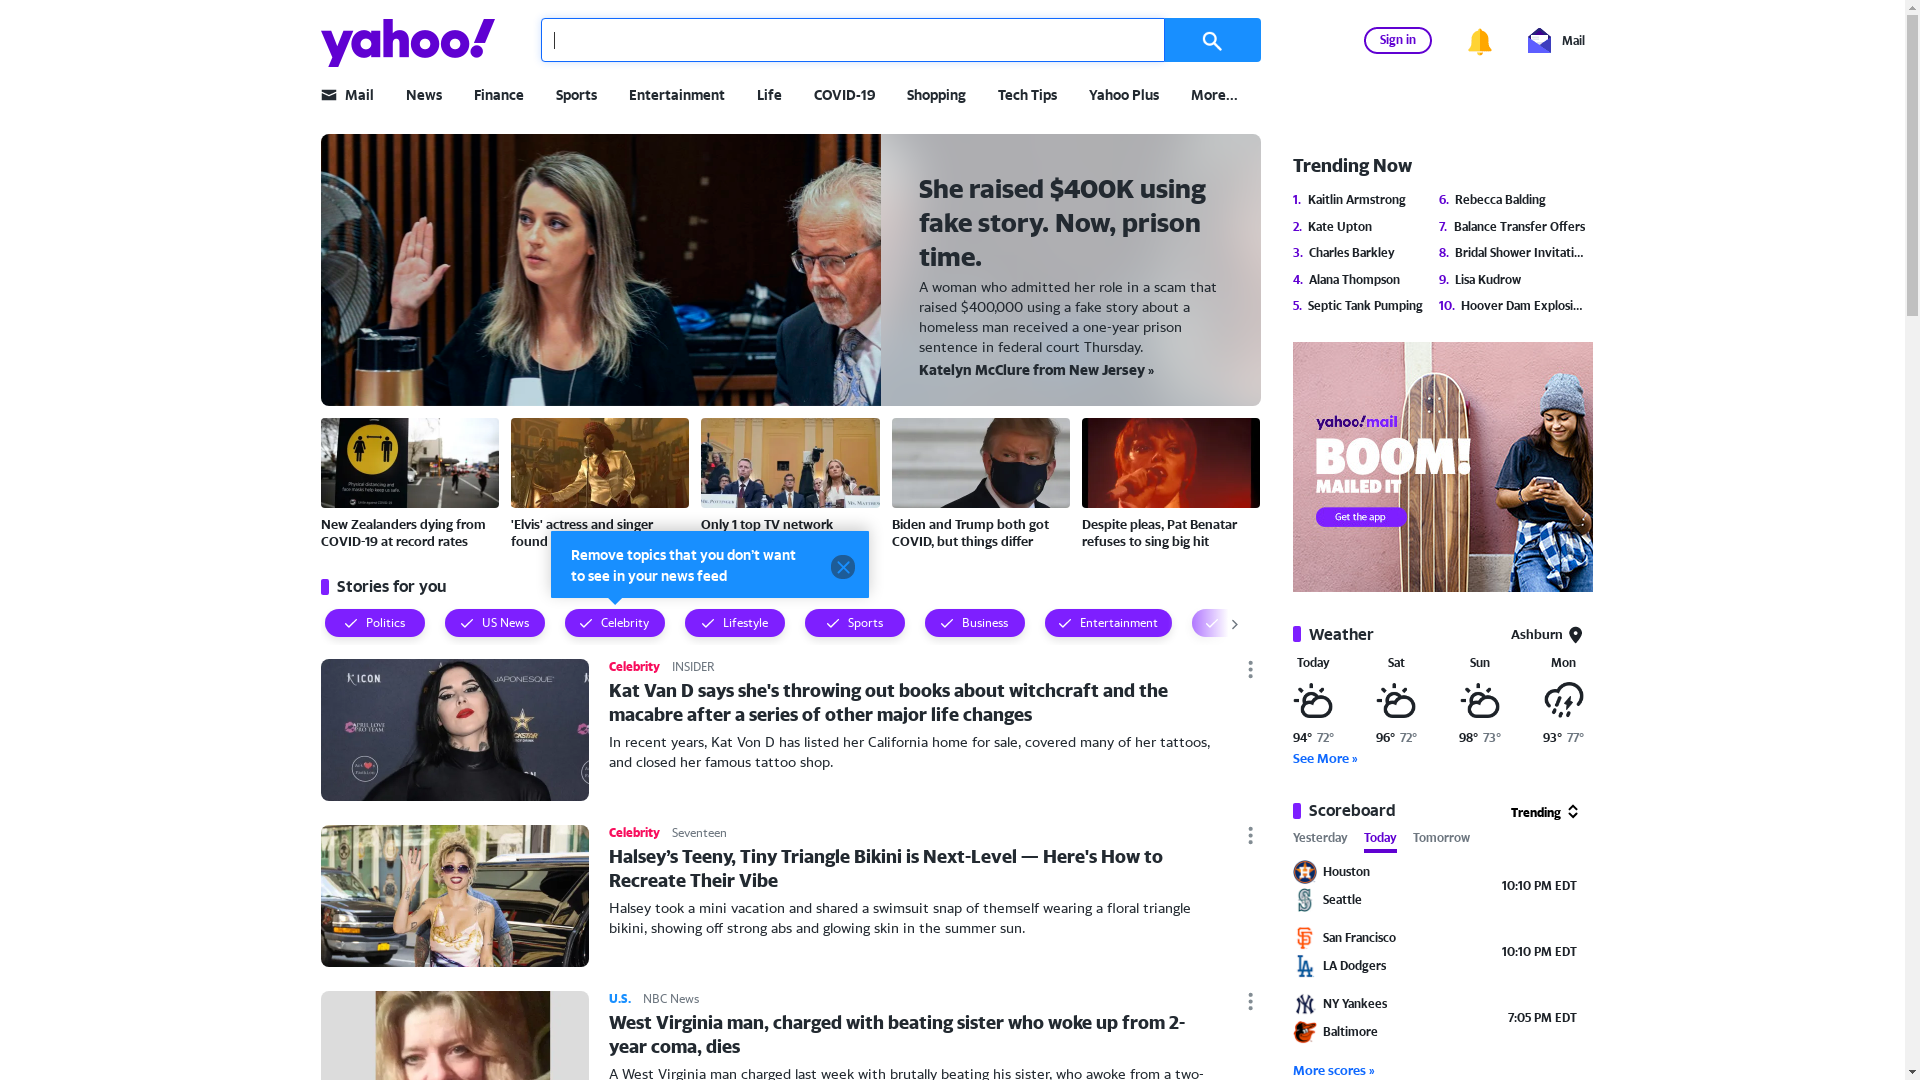 yahoo!
Sign in
Mail
Mail
News
Finance
Sports
Entertainment
Life
COVID-19
Shopping
Tech Tips
Yahoo Plus
More...
She raised $400K using
fake story. Now, prison
time.
A woman who admitted her role in a scam that
raised $400,000 using a fake story about a
homeless man received a one-year prison
sentence in federal court Thursday.
Katelyn McClure from New Jersey »
New Zealanders dying from
COVID-19 at record rates
'Elvis' actress and singer
found
Only 1 top TV network
Biden and Trump both got
COVID, but things differ
Despite pleas, Pat Benatar
refuses to sing big hit
Remove topics that you don't want
to see in your news feed
Stories for you
Politics
US News
Celebrity
Lifestyle
Sports
Business
Entertainment
Celebrity INSIDER
Kat Van D says she's throwing out books about witchcraft and the
macabre after a series of other major life changes
In recent years, Kat Von D has listed her California home for sale, covered many of her tattoos,
and closed her famous tattoo shop.
Celebrity Seventeen
Halsey’s Teeny, Tiny Triangle Bikini is Next-Level — Here's How to
Recreate Their Vibe
Halsey took a mini vacation and shared a swimsuit snap of themself wearing a floral triangle
bikini, showing off strong abs and glowing skin in the summer sun.
U.S. NBC News
West Virginia man, charged with beating sister who woke up from 2-
year coma, dies
A West Virginia man charged last week with brutally beating his sister, who awoke from a two-
Trending Now
1. Kaitlin Armstrong
2. Kate Upton
3. Charles Barkley
4. Alana Thompson
5. Septic Tank Pumping
6. Rebecca Balding
7. Balance Transfer Offers
8. Bridal Shower Invitati...
9. Lisa Kudrow
10. Hoover Dam Explosi...
yahoo!mail
BOOM!
MAILED IT
Get the app
Weather
Ashburn
Today Sat Sun Mon
94° 72° 96° 72° 98° 73° 93° 77°
See More »
Scoreboard
Trending
Yesterday Today Tomorrow
Houston
Seattle
10:10 PM EDT
San Francisco
LA Dodgers
10:10 PM EDT
NY Yankees
Baltimore
7:05 PM EDT
More scores »